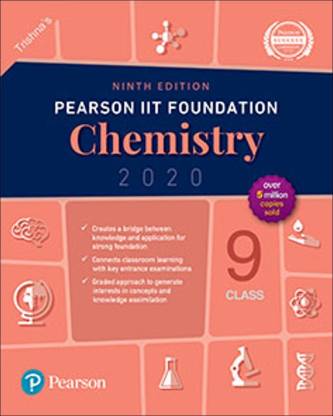 Trishna's
NINTH EDITION
PEARSON IIT FOUNDATION
Chemistry
2020
over
5 million
copies
sold
Creates a bridge between
knowledge and application for
strong foundation
Connects classroom learning
with key entrance examinations
Graded approach to generate
interests in concepts and
knowledge assimilation
9
CLASS
Pearson